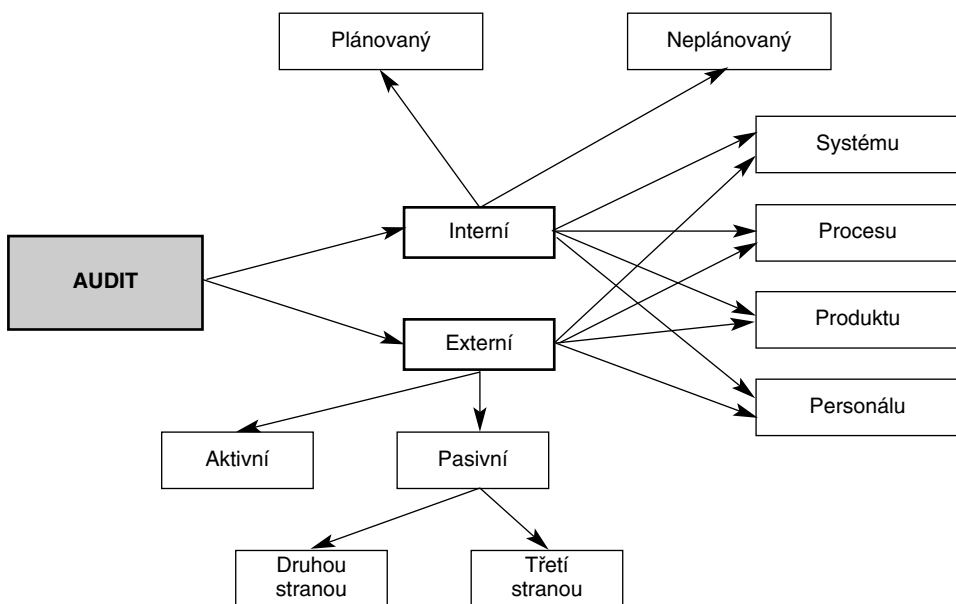 Plánovaný
Neplánovaný
Systému
Interní
Procesu
AUDIT
Produktu
Externí
Personálu
Aktivní
Pasivní
Druhou
stranou
Třetí
stranou